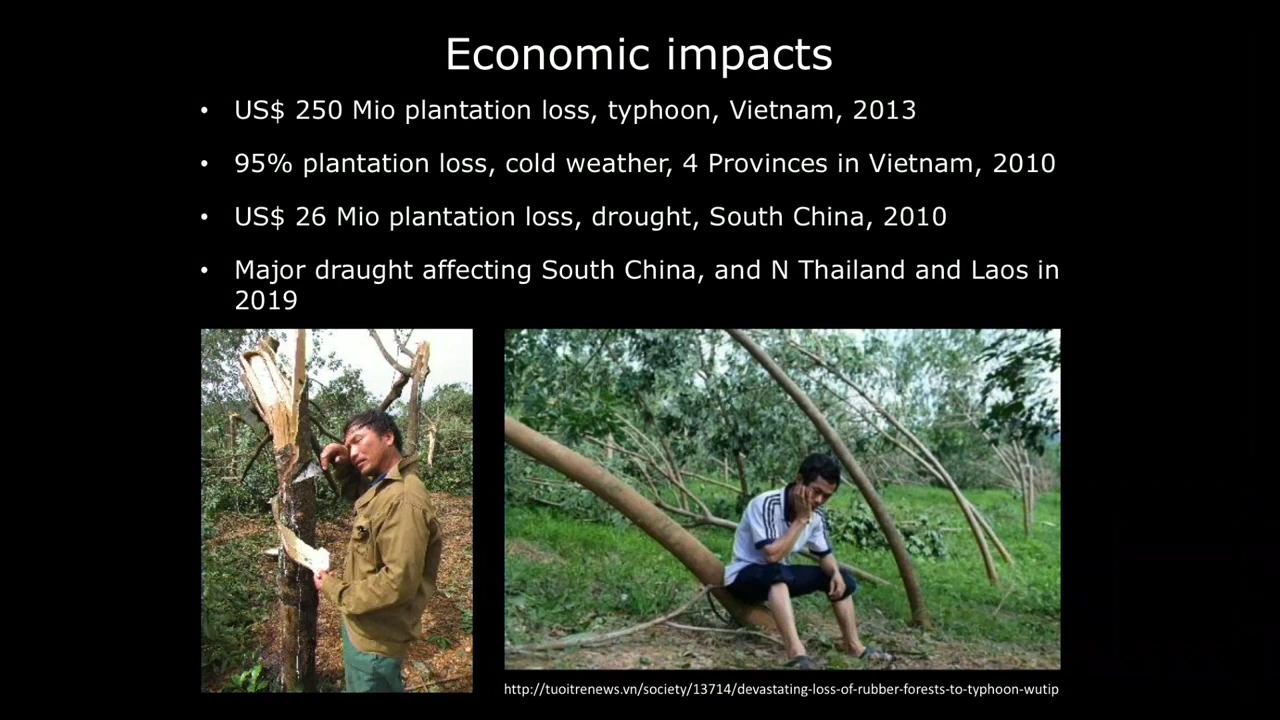 Economic impacts
• US$ 250 Mio plantation loss, typhoon, Vietnam, 2013
• 95% plantation loss, cold weather, 4 Provinces in Vietnam, 2010
• US$ 26 Mio plantation loss, drought, South China, 2010
• Major draught affecting South China, and N Thailand and Laos in
2019
http://tuoitrenews.vn/society/13714/devastating-loss-of-rubber-forests-to-typhoon-wutip